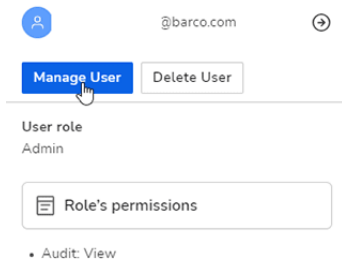 @barco.com
Manage User Delete User
User role
Admin
Role's permissions
• Audit: View